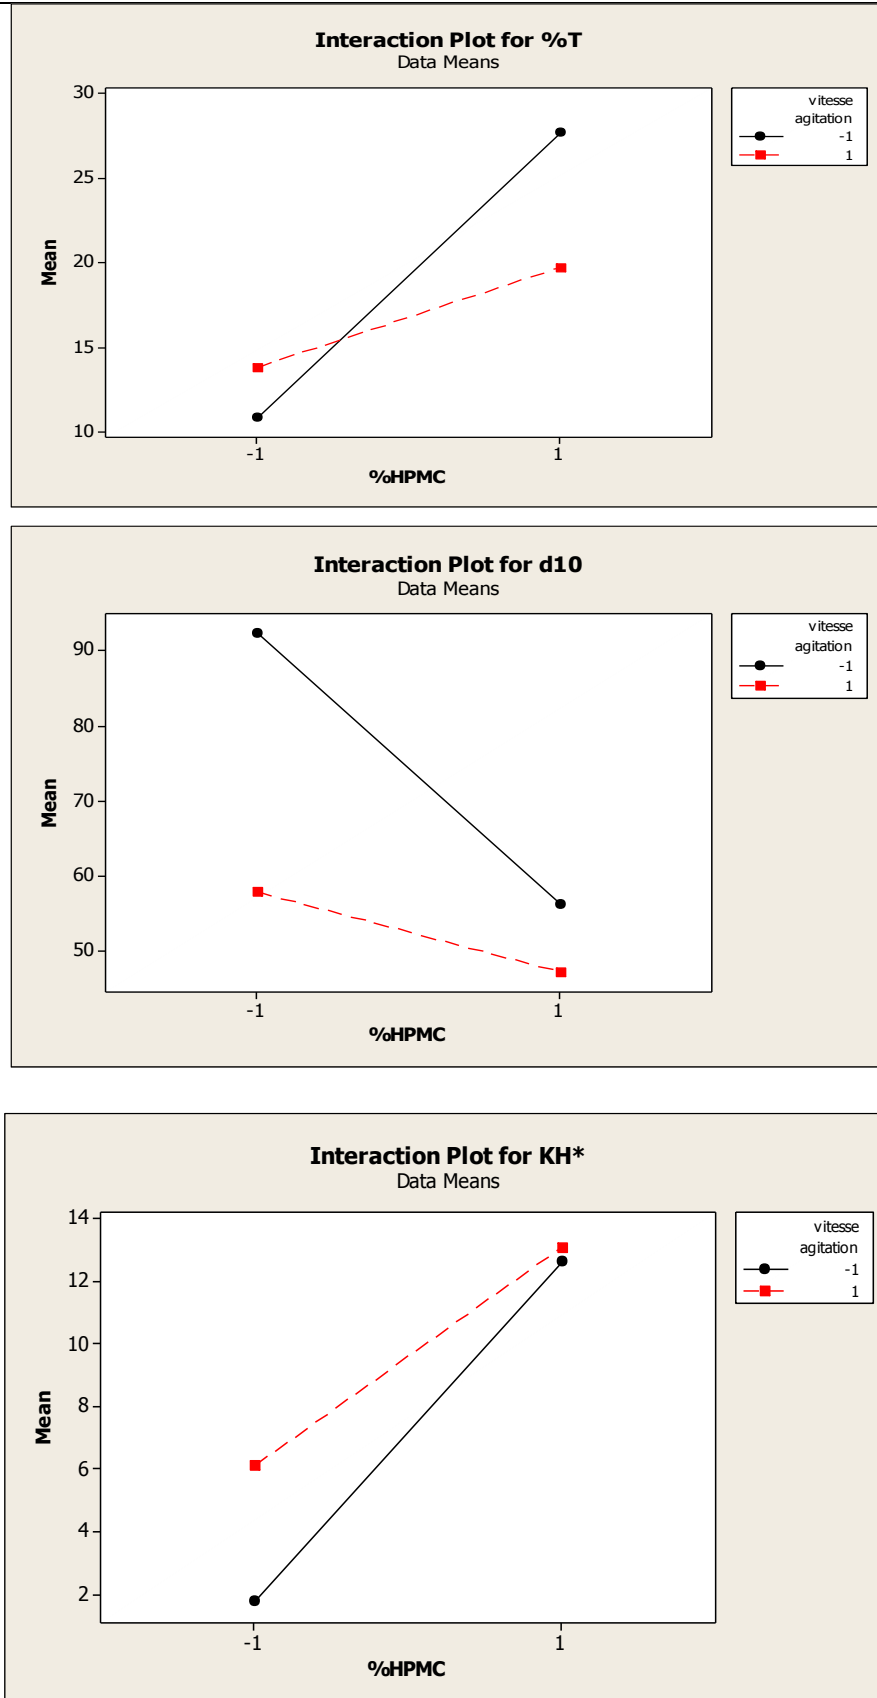 Interaction Plot for %T
Data Means
30
25
20
15
10
Mean
-1
1
%HPMC
vitesse
agitation
-1
1
Interaction Plot for d10
Data Means
90
80
70
60
50
Mean
-1
1
%HPMC
vitesse
agitation
-1
1
Interaction Plot for KH*
Data Means
14
12
10
8
6
4
2
Mean
-1
1
%HPMC
vitesse
agitation
-1
1